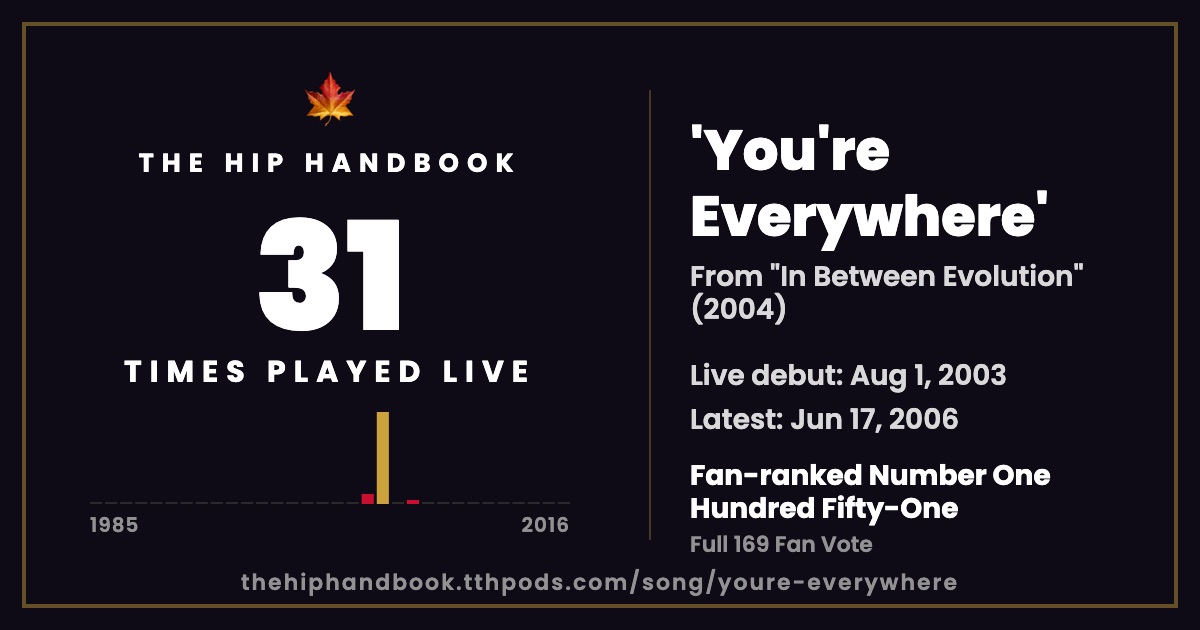 THE HIP HANDBOOK
31
TIMES PLAYED LIVE
1985
2016
'You're
Everywhere'
From "In Between Evolution"
(2004)
Live debut: Aug 1, 2003
Latest: Jun 17, 2006
Fan-ranked Number One
Hundred Fifty-One
Full 169 Fan Vote
thehiphandbook.tthpods.com/song/youre-everywhere